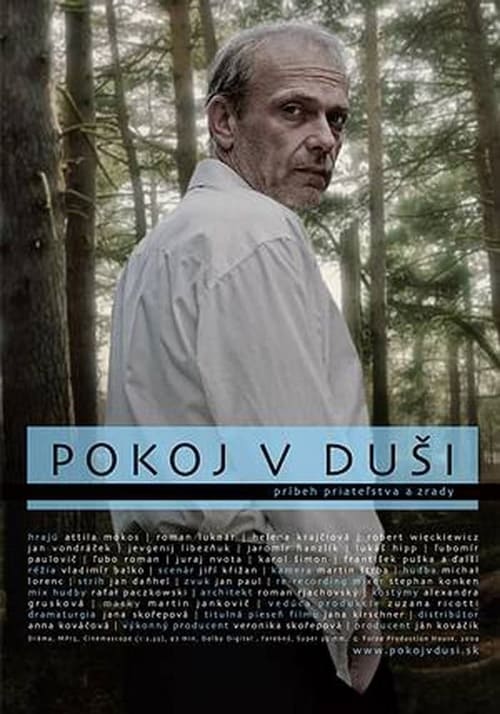 POKOJ V DUŠI
príbeh priateľstva a zrady
hrajú attila mokos | roman luknár | helena krajčiová | robert wieckiewicz
jan vondráček | jevgenij libezňuk | jaromír hanzlík | lukáš hipp | ľubomír
paulovič | ľubo roman | juraj nvota | karol šimon | františek pulka a ďalší
réžia vladimír balko | scenár jiří križan | kamera martin štrba | hudba michal
lorenc | strih jan daňhel | zvuk jan paul | re-recording mixer stephan konken
mix hudby rafał paczkowski | architekt roman rjachovský | kostýmy alexandra
grusková | masky martin jankovič | vedúca produkcie zuzana ricotti
dramaturgia jana skořepová | titulná pieseň filmu jana kirschner | distribútor
anna kováčová | výkonný producent veronika skořepová | producent ján kováčik
www.pokojvdusi.sk